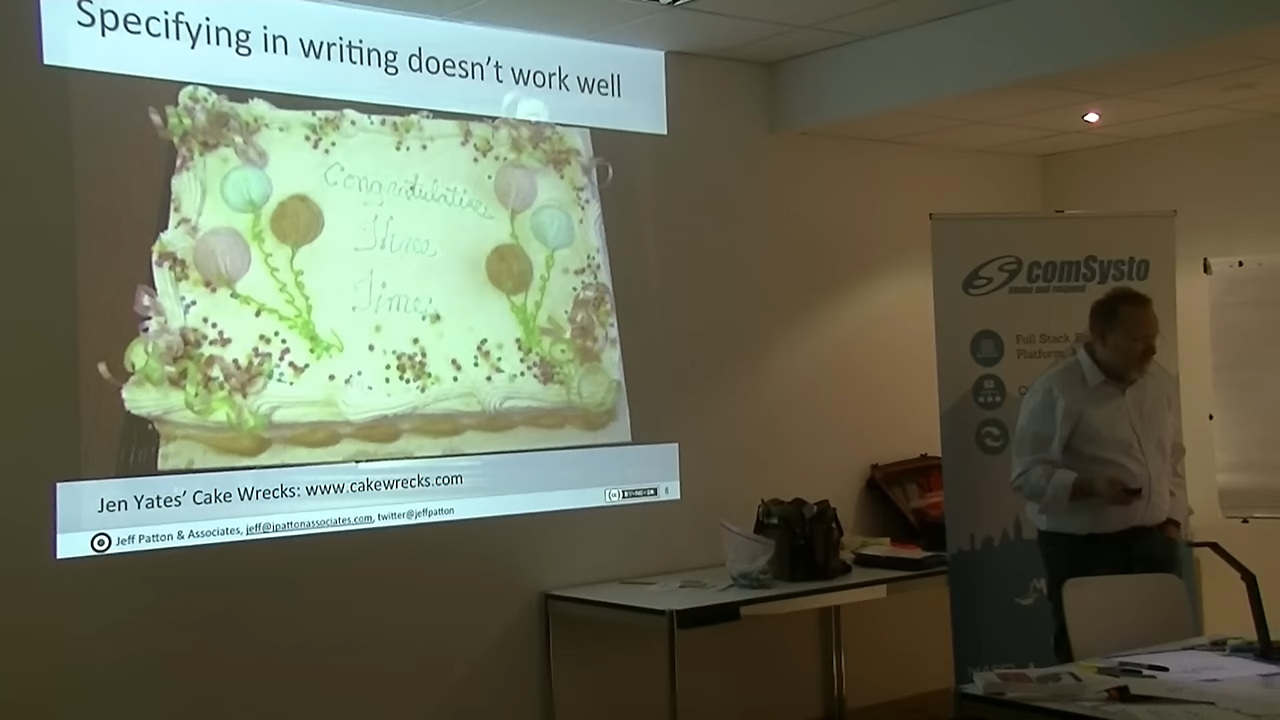 Specifying in writing doesn't work well
Congratulations
Three
Times
Jen Yates' Cake Wrecks: www.cakewrecks.com
Jeff Patton & Associates, jeff@jpattonassociates.com, twitter@jeffpatton
8
comSysto
Full Stack
Platform,